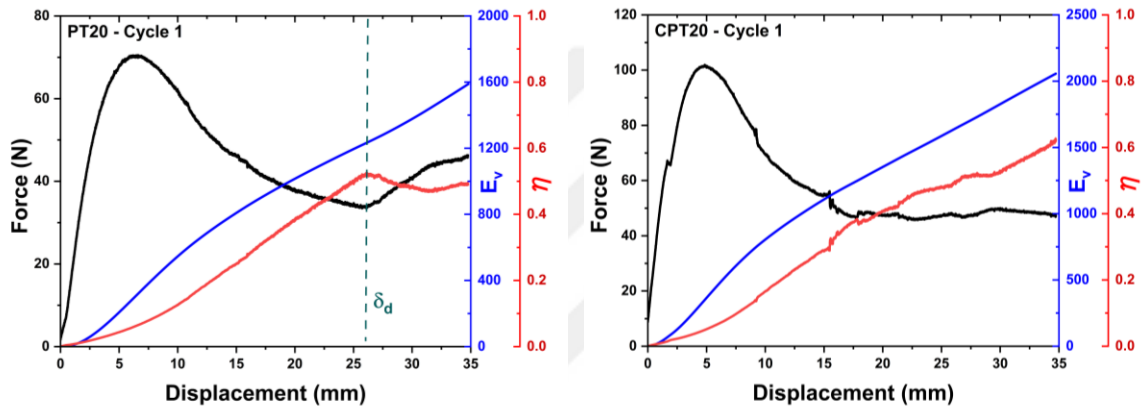 PT20 - Cycle 1
Force (N)
80
60
40
20
0
0 5 10 15 20 25 30 35
Displacement (mm)
δd
2000
1600
1200
800
400
0
Ev
1.0
0.8
0.6
0.4
0.2
0.0
η
CPT20 - Cycle 1
Force (N)
120
100
80
60
40
20
0
0 5 10 15 20 25 30 35
Displacement (mm)
2500
2000
1500
1000
500
0
Ev
1.0
0.8
0.6
0.4
0.2
0.0
η